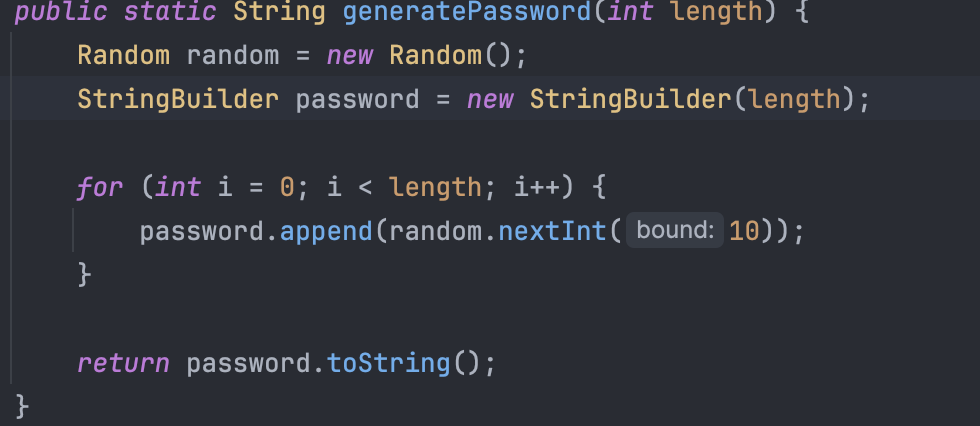 public static String generatePassword(int length) {
Random random = new Random();
StringBuilder password = new StringBuilder(length);
for (int i = 0; i < length; i++) {
password.append(random.nextInt( bound: 10));
}
return password.toString();
}